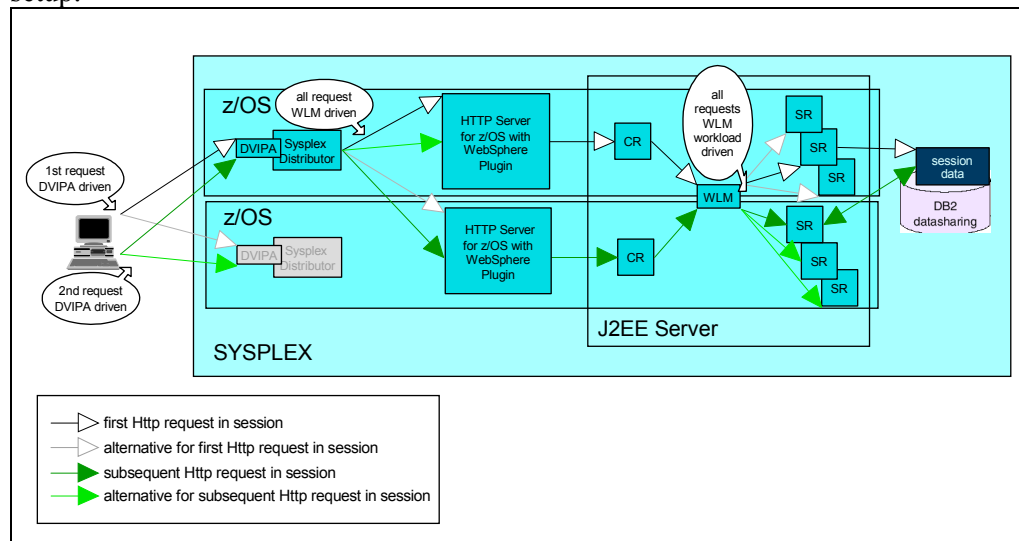 setup.
z/OS
all request
WLM driven
DVIPA
Sysplex
Distributor
HTTP Server
for z/OS with
WebSphere
Plugin
CR
all
requests
WLM
workload
driven
SR
SR
SR
session
data
DB2
datasharing
WLM
1st request
DVIPA driven
2nd request
DVIPA driven
z/OS
DVIPA
Sysplex
Distributor
HTTP Server
for z/OS with
WebSphere
Plugin
CR
SR
SR
SR
J2EE Server
SYSPLEX
first Http request in session
alternative for first Http request in session
subsequent Http request in session
alternative for subsequent Http request in session